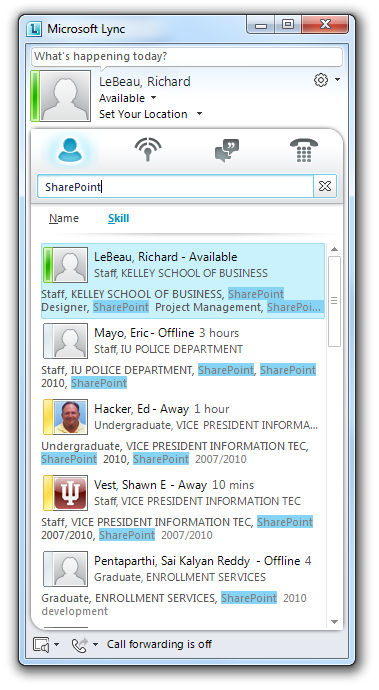 Microsoft Lync
What's happening today?
LeBeau, Richard
Available
Set Your Location
SharePoint
Name Skill
LeBeau, Richard - Available
Staff, KELLEY SCHOOL OF BUSINESS
Staff, KELLEY SCHOOL OF BUSINESS, SharePoint
Designer, SharePoint Project Management, SharePoi...
Mayo, Eric - Offline 3 hours
Staff, IU POLICE DEPARTMENT
Staff, IU POLICE DEPARTMENT, SharePoint, SharePoint
2010, SharePoint
Hacker, Ed - Away 1 hour
Undergraduate, VICE PRESIDENT INFORMA...
Undergraduate, VICE PRESIDENT INFORMATION TEC,
SharePoint 2010, SharePoint 2007/2010
Vest, Shawn E - Away 10 mins
Staff, VICE PRESIDENT INFORMATION TEC
Staff, VICE PRESIDENT INFORMATION TEC, SharePoint
2007/2010, SharePoint 2007/2010
Pentaparthi, Sai Kalyan Reddy - Offline 4
Graduate, ENROLLMENT SERVICES
Graduate, ENROLLMENT SERVICES, SharePoint 2010
development
Call forwarding is off